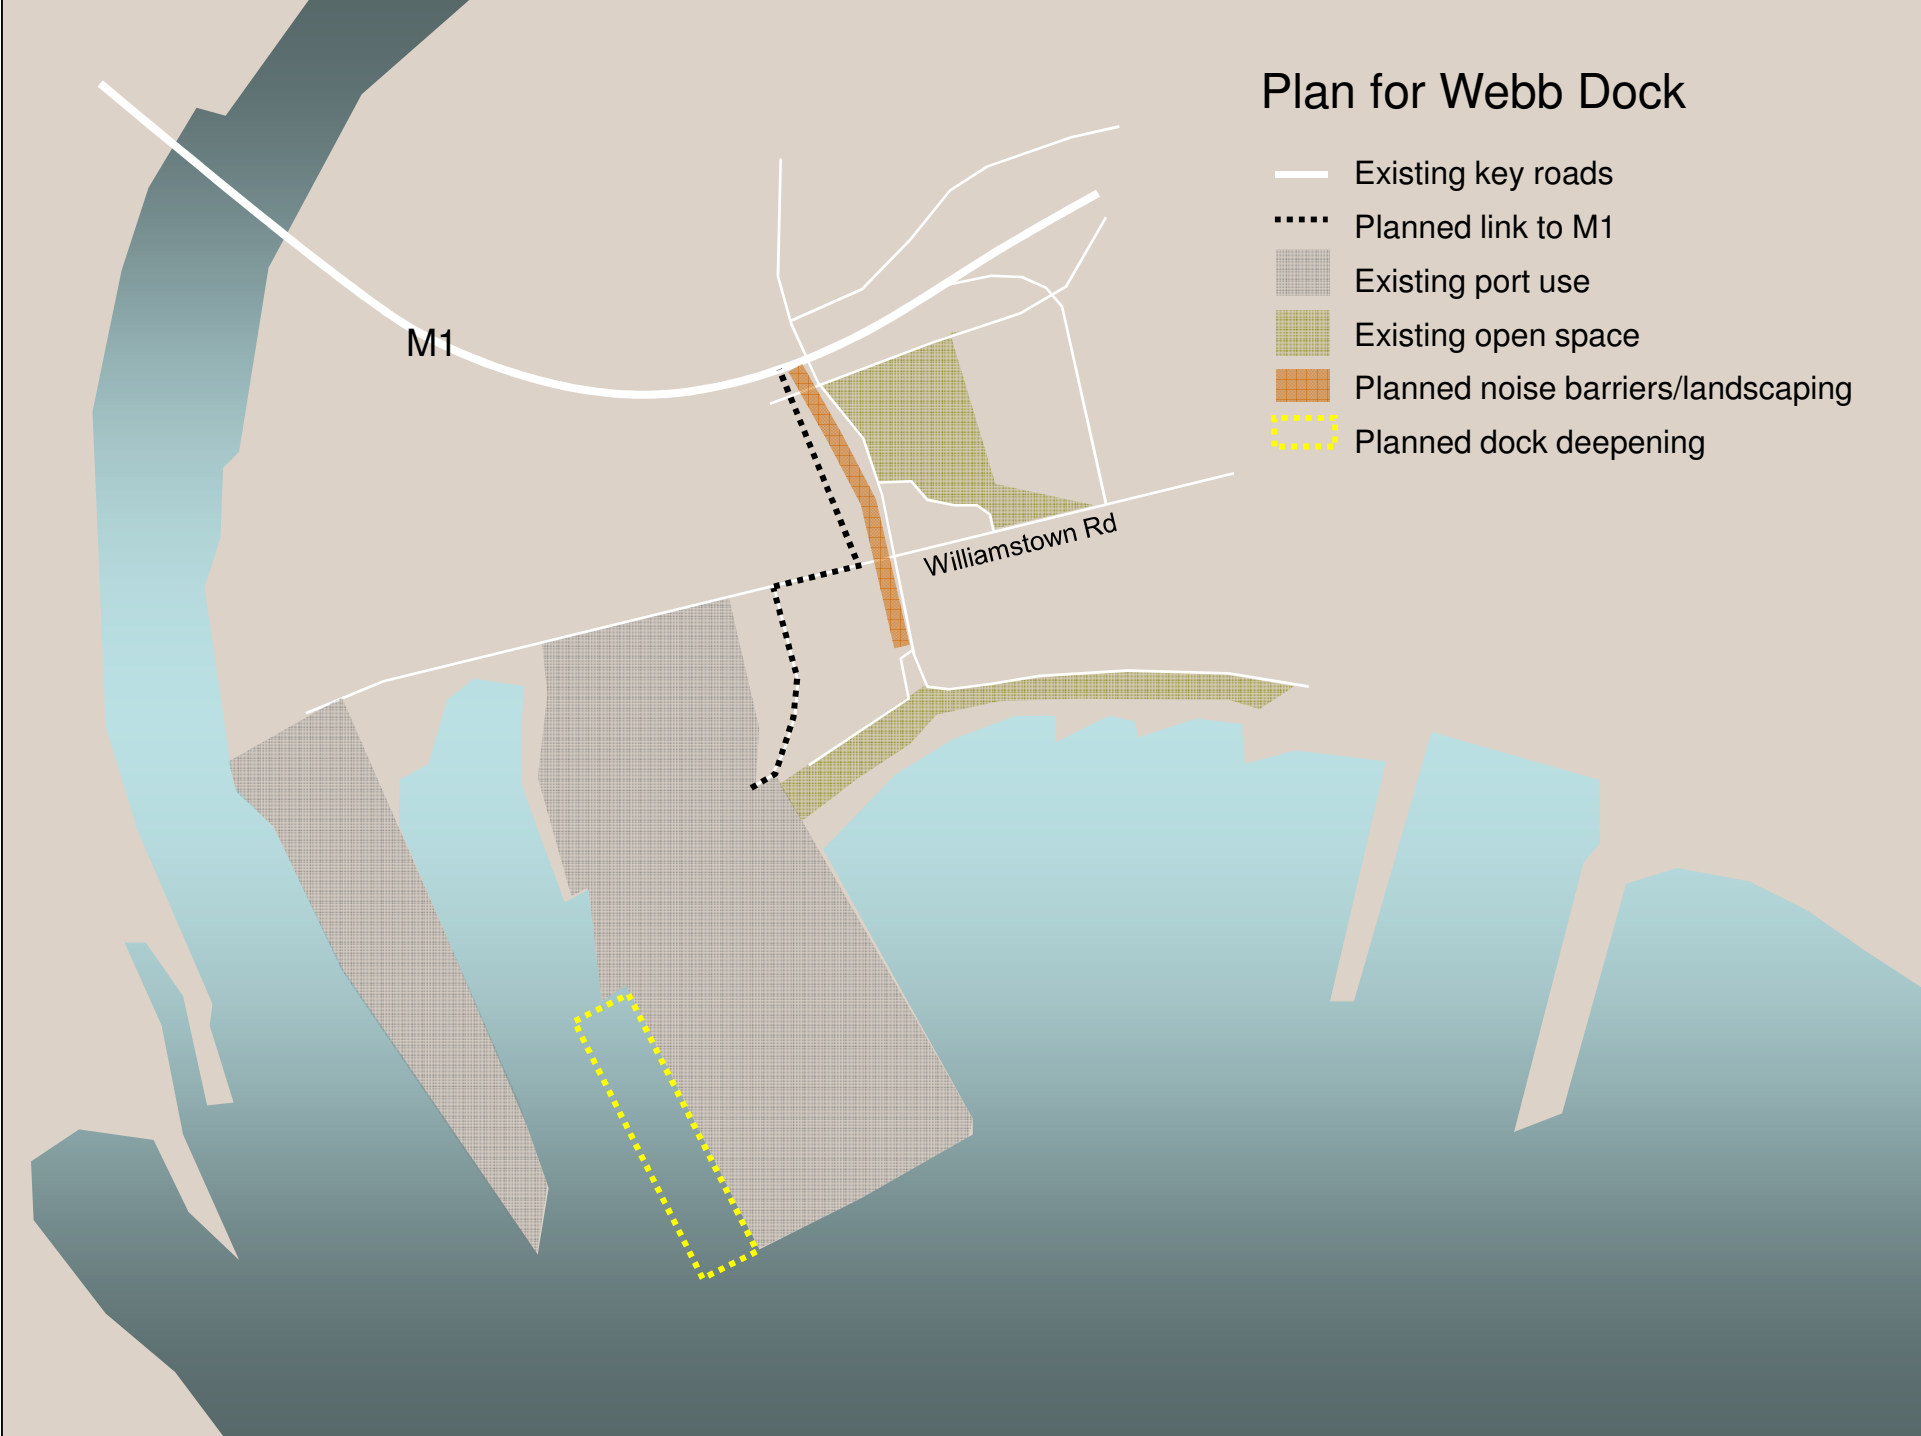 Plan for Webb Dock
Existing key roads
Planned link to M1
Existing port use
Existing open space
Planned noise barriers/landscaping
Planned dock deepening
M1
Williamstown Rd